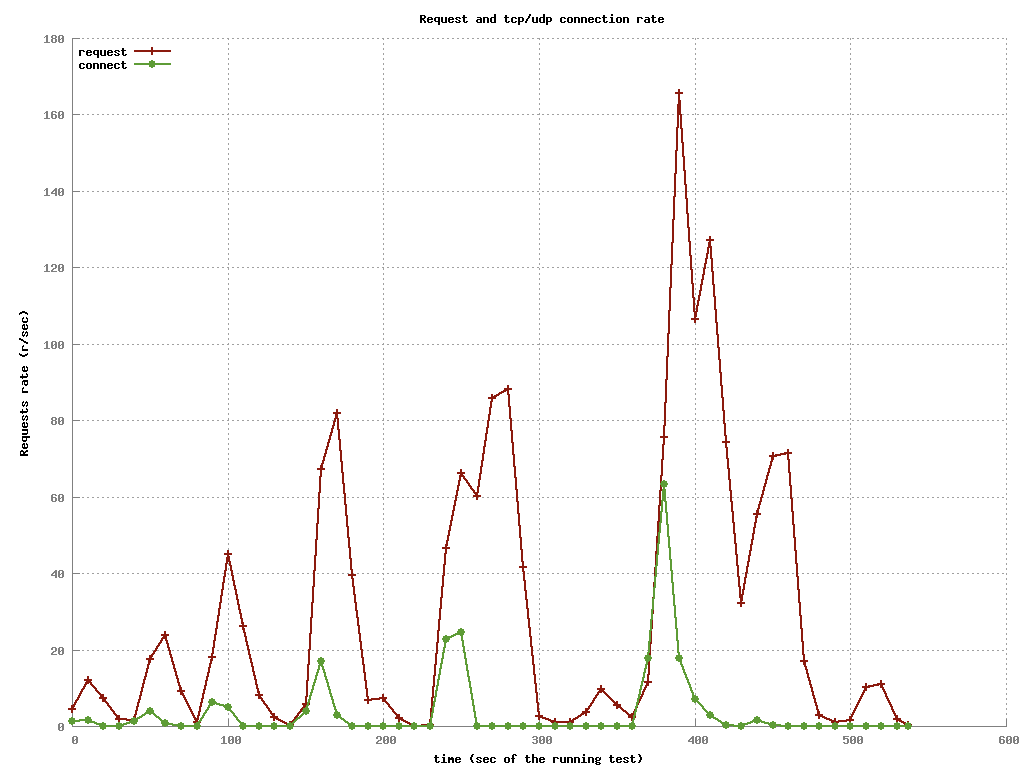 Request and tcp/udp connection rate
request
connect
180
160
140
120
100
80
60
40
20
0
Requests rate (r/sec)
0 100 200 300 400 500 600
time (sec of the running test)